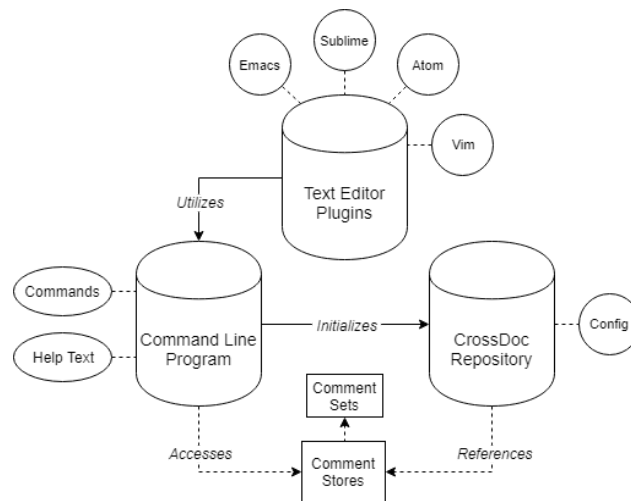 Sublime
Emacs
Atom
Vim
Text Editor
Plugins
Utilizes
Commands
Help Text
Command Line
Program
Initializes
CrossDoc
Repository
Config
Comment
Sets
Accesses
Comment
Stores
References